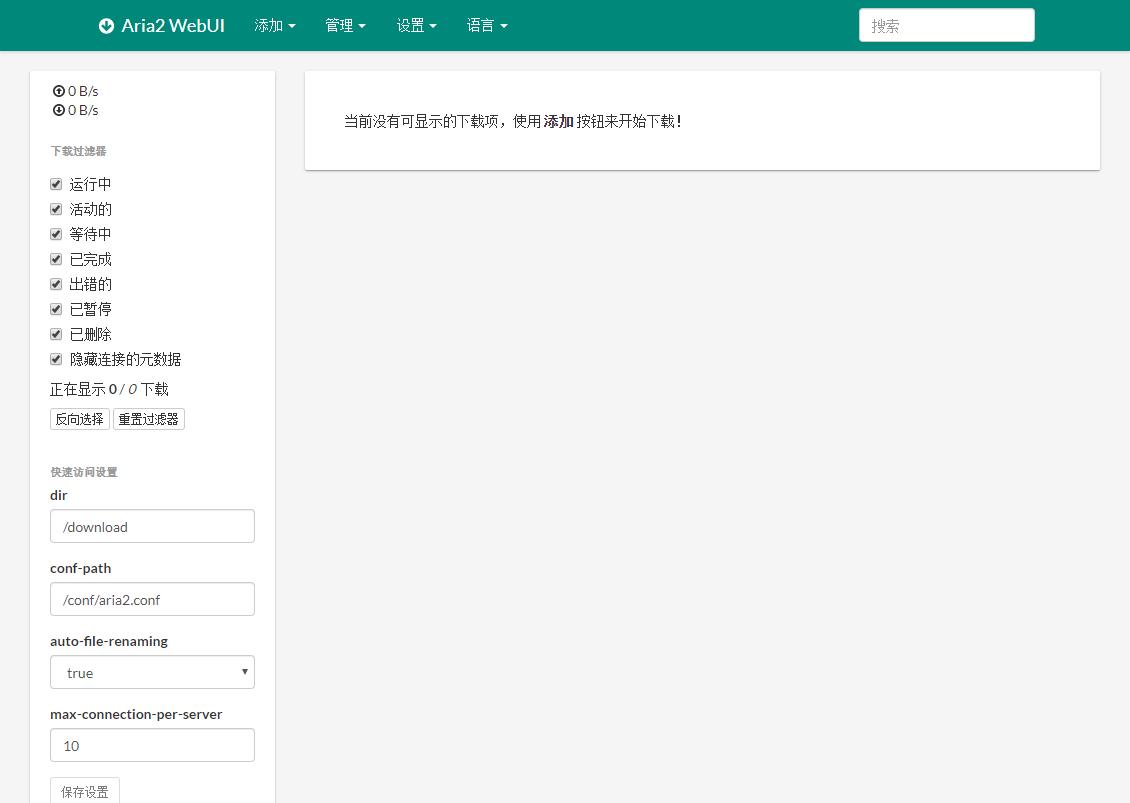 Aria2 WebUI 添加 管理 设置 语言 搜索
0 B/s
0 B/s
下载过滤器
运行中
活动的
等待中
已完成
出错的
已暂停
已删除
隐藏连接的元数据
正在显示 0 / 0 下载
反向选择 重置过滤器
快速访问设置
dir
/download
conf-path
/conf/aria2.conf
auto-file-renaming
true
max-connection-per-server
10
保存设置
当前没有可显示的下载项，使用 添加 按钮来开始下载！